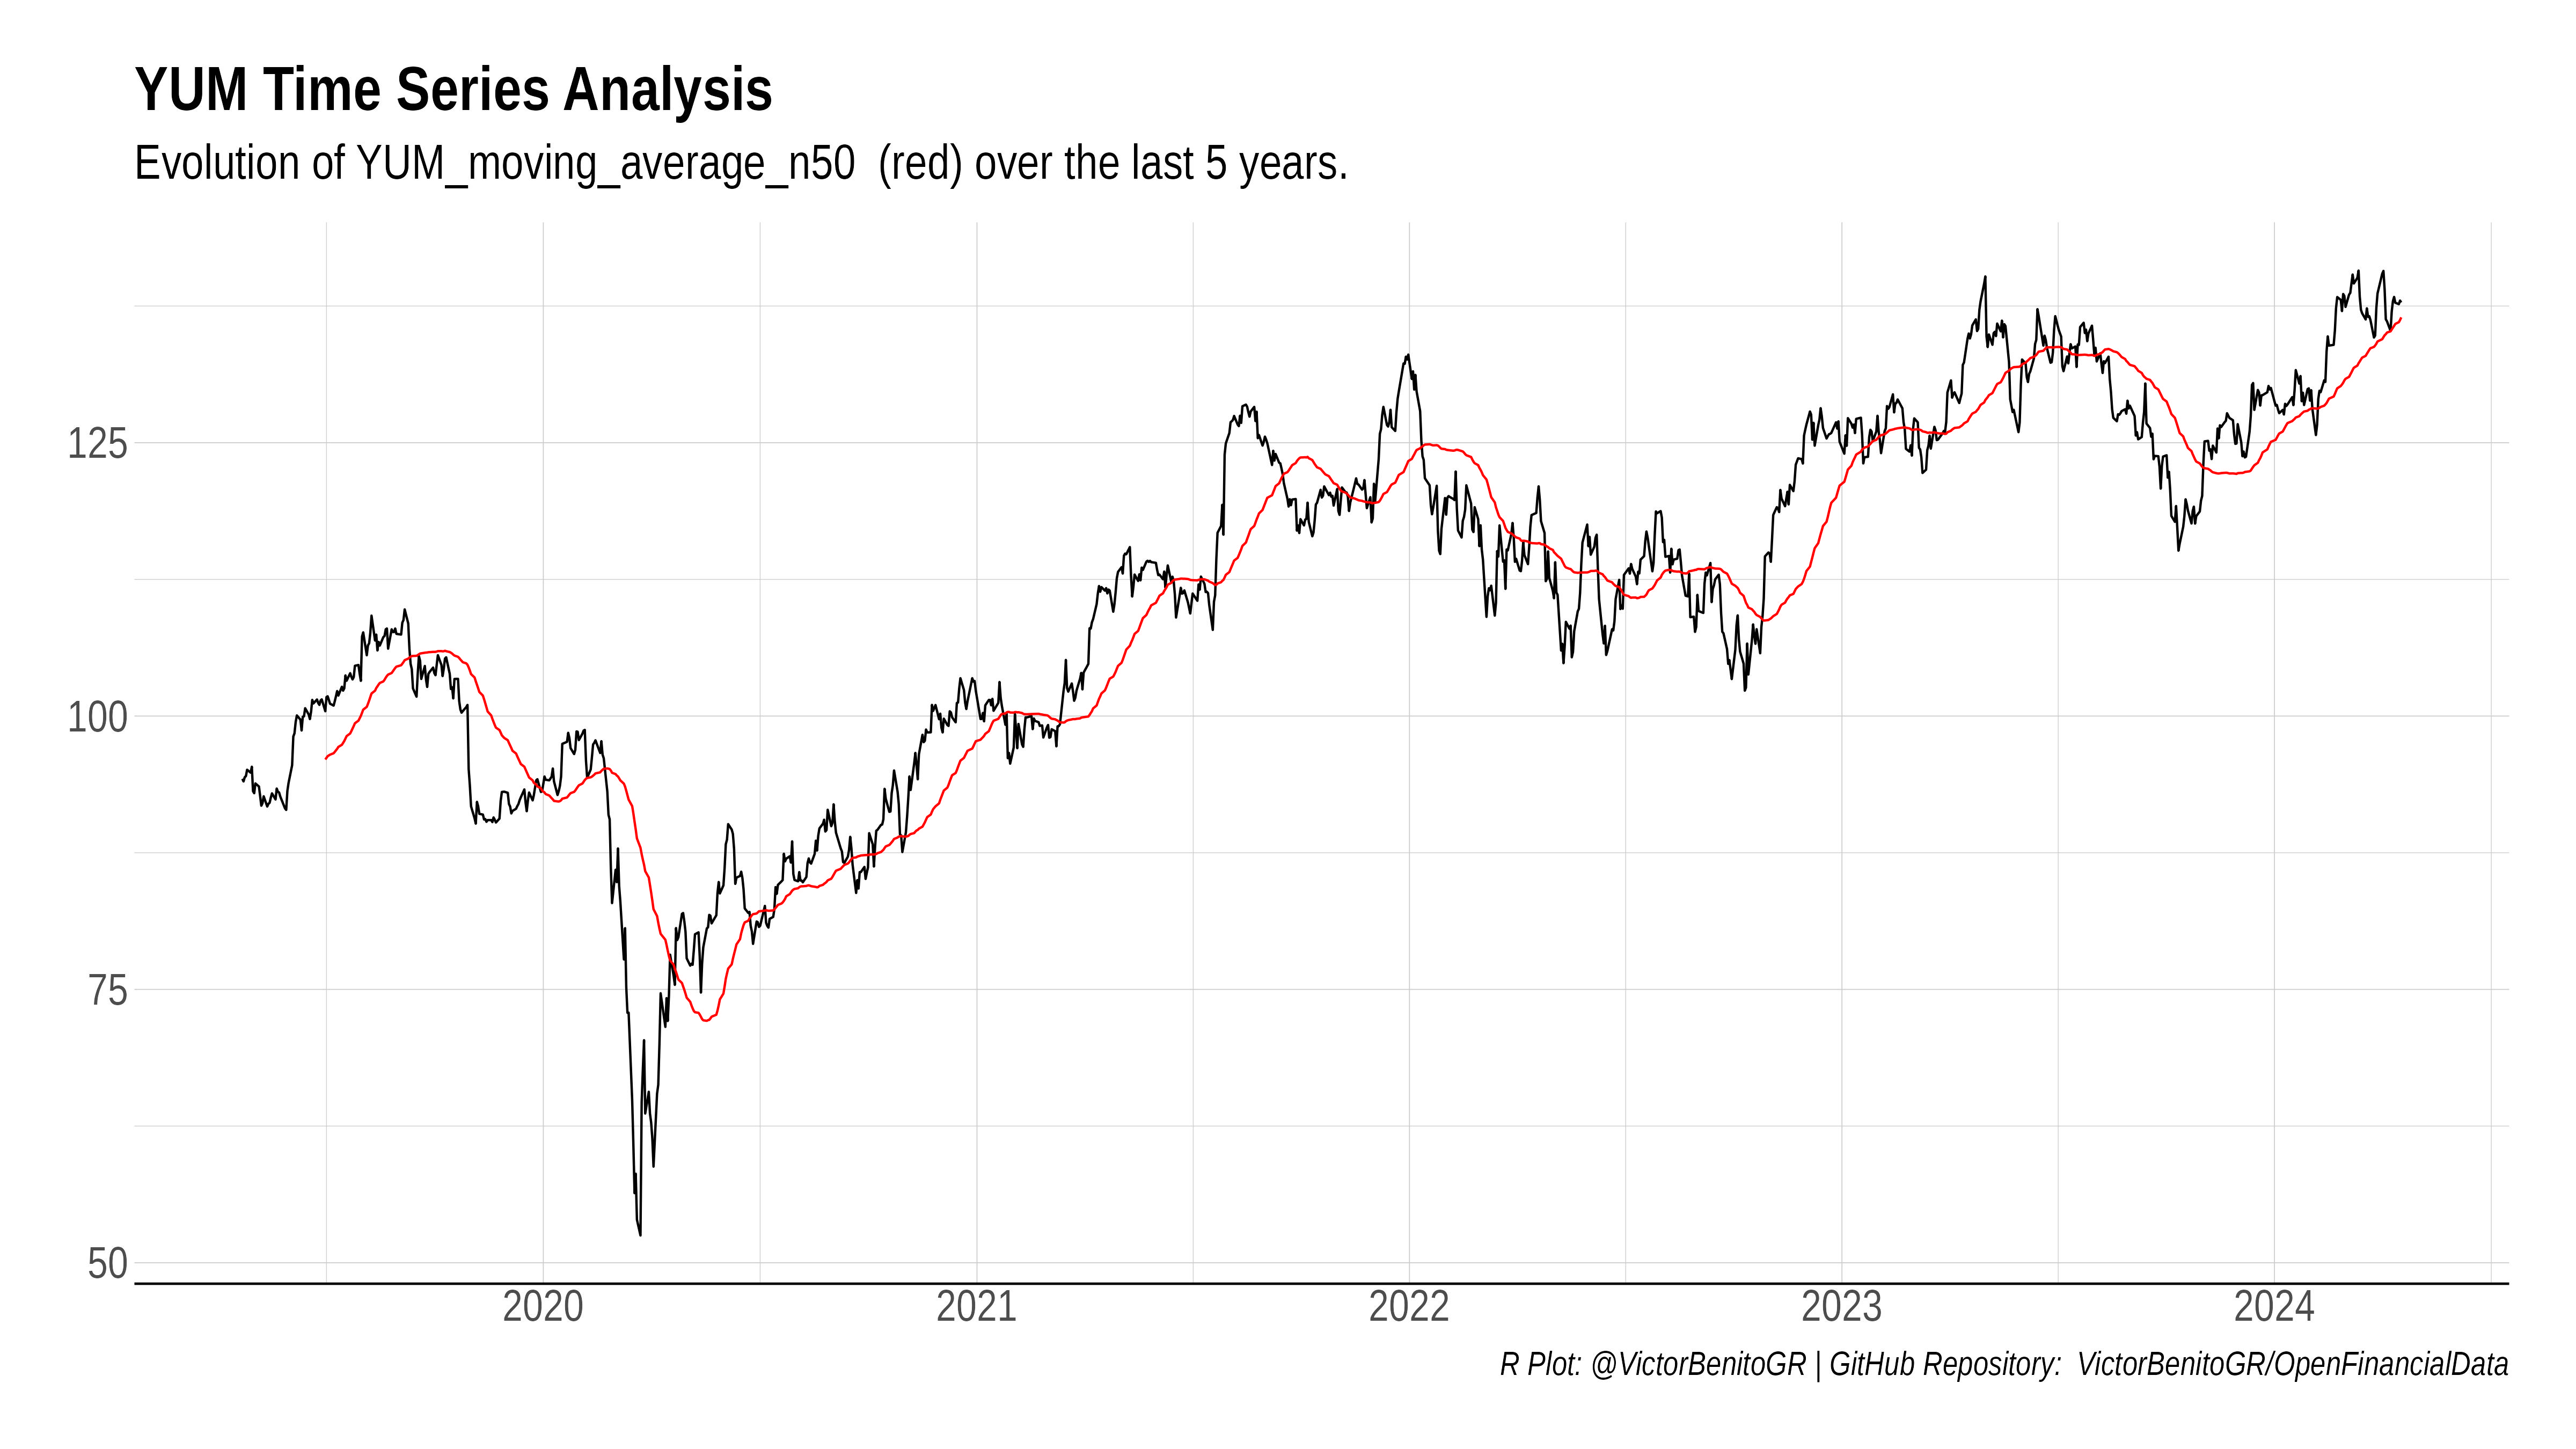 YUM Time Series Analysis
Evolution of YUM_moving_average_n50  (red) over the last 5 years.
125
100
75
50
2020 2021 2022 2023 2024
R Plot: @VictorBenitoGR | GitHub Repository:  VictorBenitoGR/OpenFinancialData